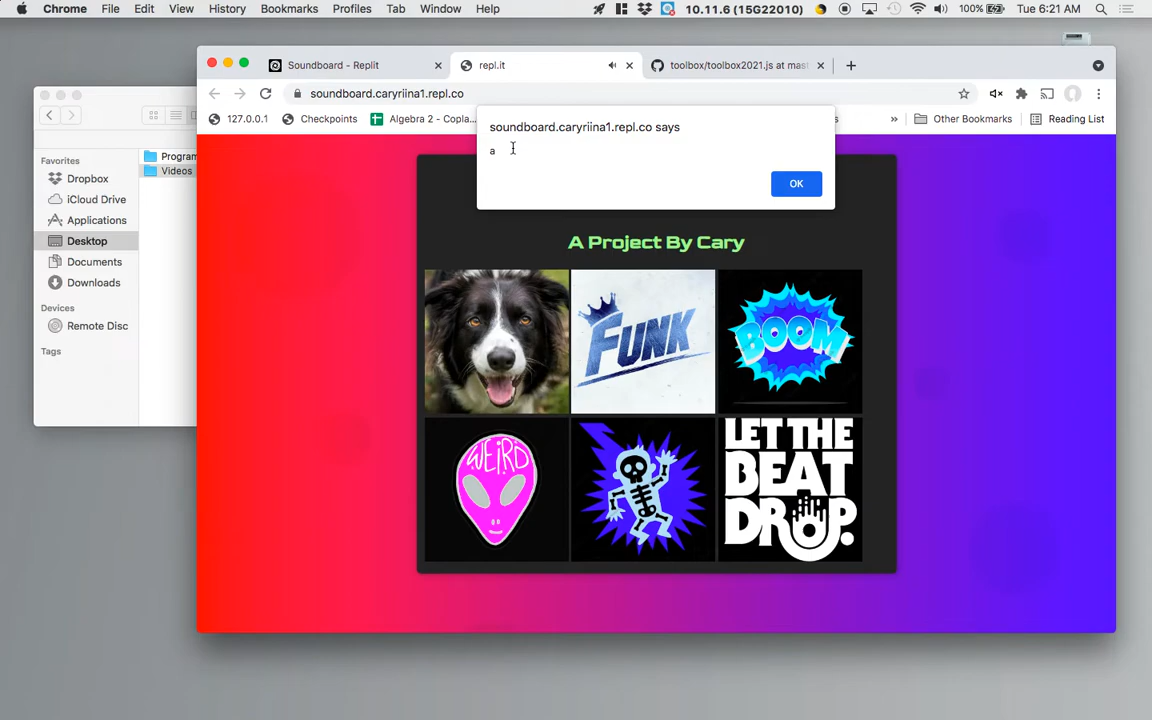 Chrome File Edit View History Bookmarks Profiles Tab Window Help 10.11.6 (15G22010) 100% Tue 6:21 AM
Soundboard - Replit
repl.it
toolbox/toolbox2021.js at mas
soundboard.caryriina1.repl.co
127.0.0.1
Checkpoints
Algebra 2 - Copla...
»
Other Bookmarks
Reading List
soundboard.caryriina1.repl.co says
a
OK
Favorites
Dropbox
iCloud Drive
Applications
Desktop
Documents
Downloads
Devices
Remote Disc
Tags
Program
Videos
A Project By Cary
FUNK
BOOM
WEIRD
LET THE
BEAT
DROP.